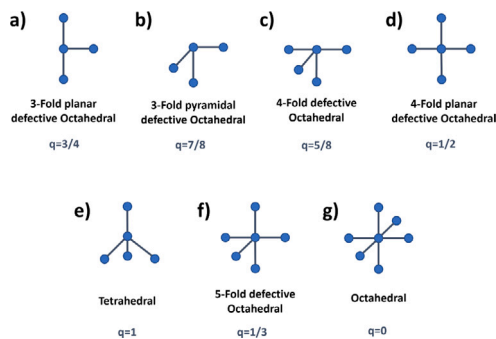 a)
b)
c)
d)
3-Fold planar
defective Octahedral
q=3/4
3-Fold pyramidal
defective Octahedral
q=7/8
4-Fold defective
Octahedral
q=5/8
4-Fold planar
defective Octahedral
q=1/2
e)
f)
g)
Tetrahedral
q=1
5-Fold defective
Octahedral
q=1/3
Octahedral
q=0